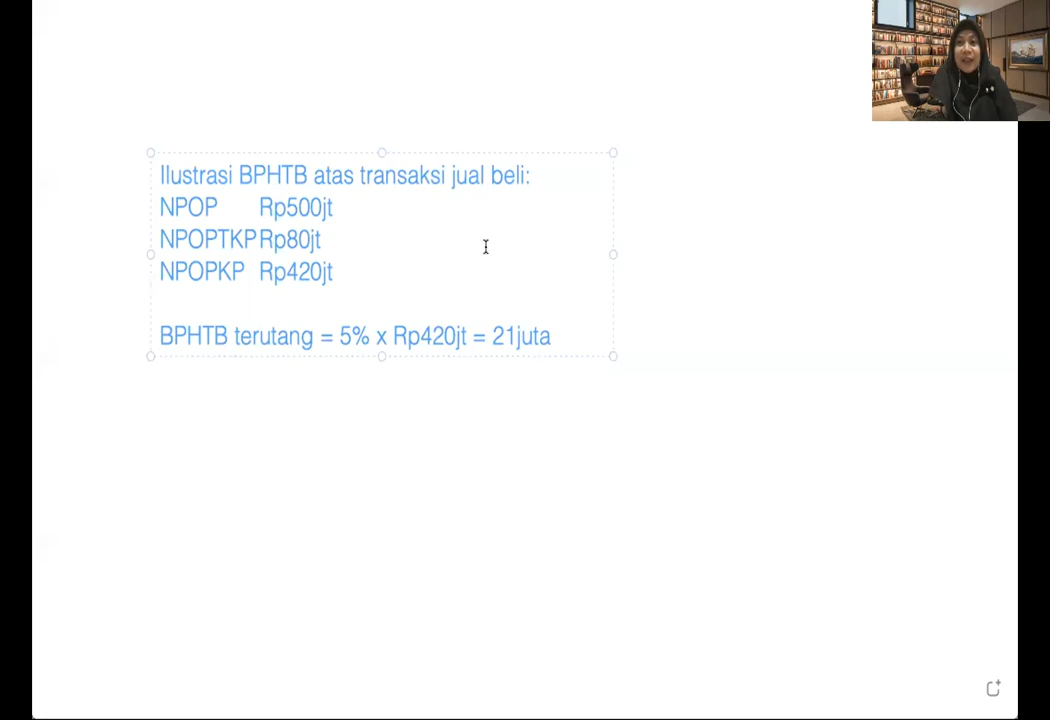 Ilustrasi BPHTB atas transaksi jual beli:
NPOP Rp500jt
NPOPTKP Rp80jt
NPOPKP Rp420jt
BPHTB terutang = 5% x Rp420jt = 21juta